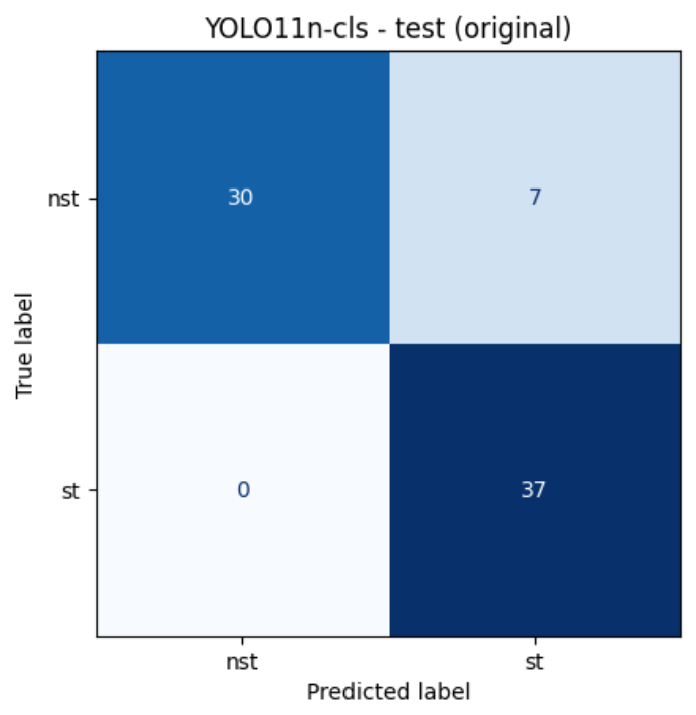 YOLO11n-cls - test (original)
nst
30
7
True label
st
0
37
nst
st
Predicted label